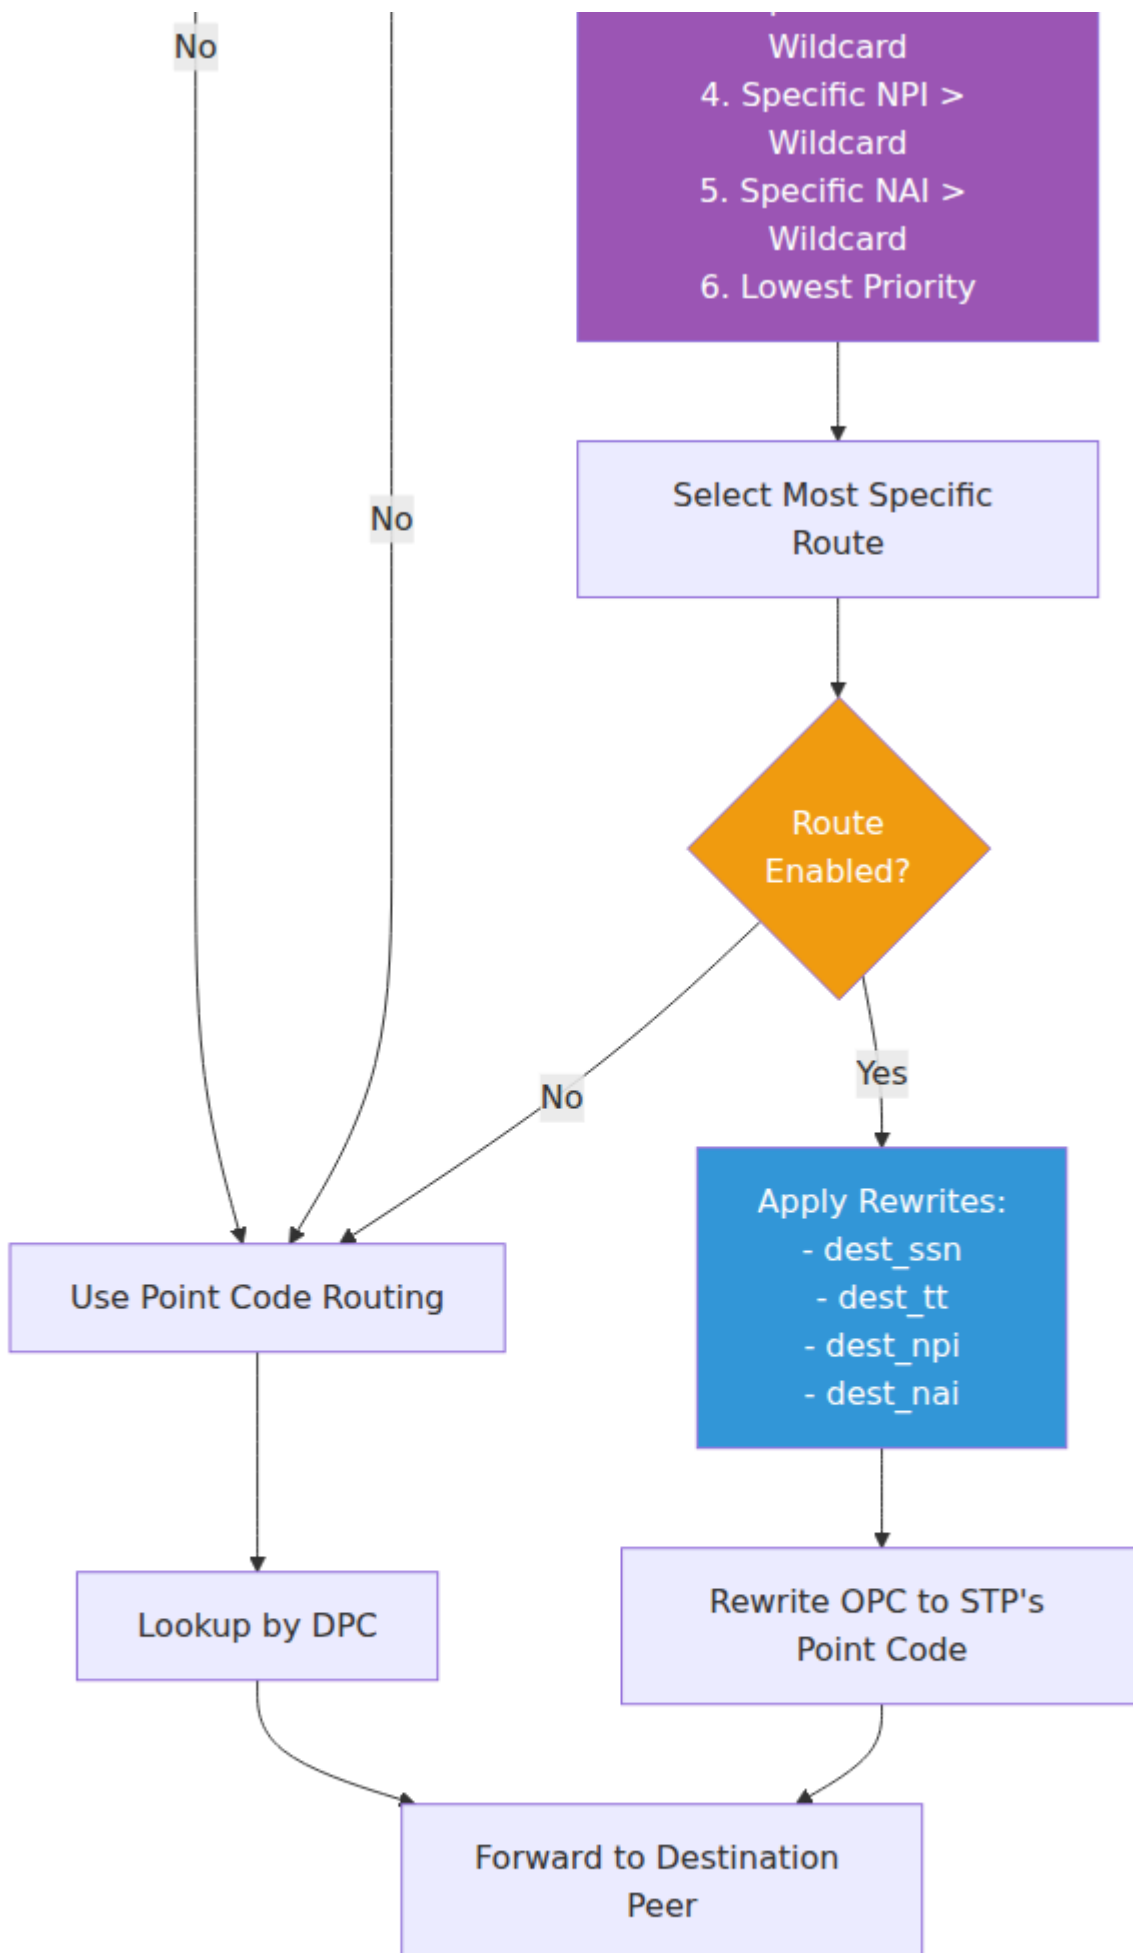 No
Wildcard
4. Specific NPI >
Wildcard
5. Specific NAI >
Wildcard
6. Lowest Priority
Select Most Specific
Route
No
Route
Enabled?
No
Yes
Apply Rewrites:
- dest_ssn
- dest_tt
- dest_npi
- dest_nai
Use Point Code Routing
Lookup by DPC
Rewrite OPC to STP's
Point Code
Forward to Destination
Peer